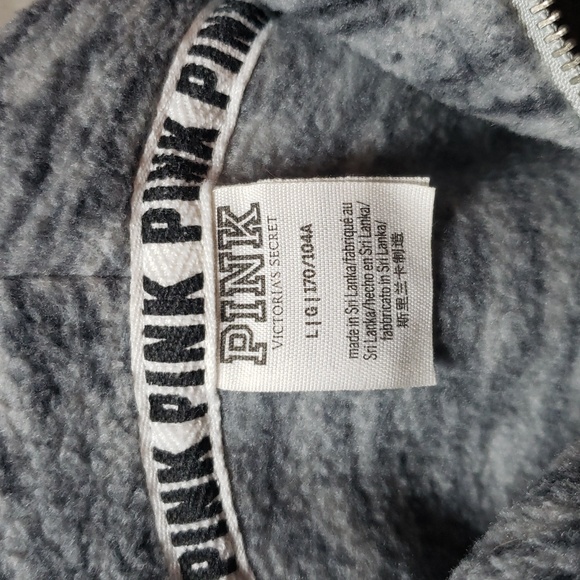 PINK PINK PINK PINK PINK
PINK
VICTORIA'S SECRET
L|G|170/104A
made in Sri Lanka/fabriqué au
Sri Lanka/hecho en Sri Lanka/
fabbricato in Sri Lanka/
斯里兰卡制造